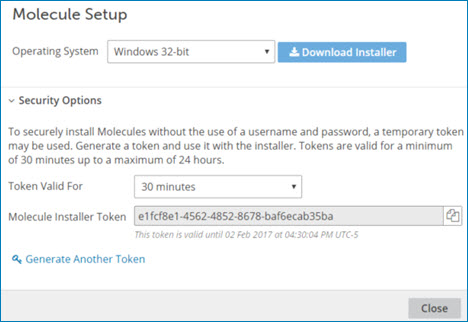 Molecule Setup
Operating System Windows 32-bit Download Installer
Security Options
To securely install Molecules without the use of a username and password, a temporary token
may be used. Generate a token and use it with the installer. Tokens are valid for a minimum
of 30 minutes up to a maximum of 24 hours.
Token Valid For 30 minutes
Molecule Installer Token e1fcf8e1-4562-4852-8678-baf6ecab35ba
This token is valid until 02 Feb 2017 at 04:30:04 PM UTC-5
Generate Another Token
Close